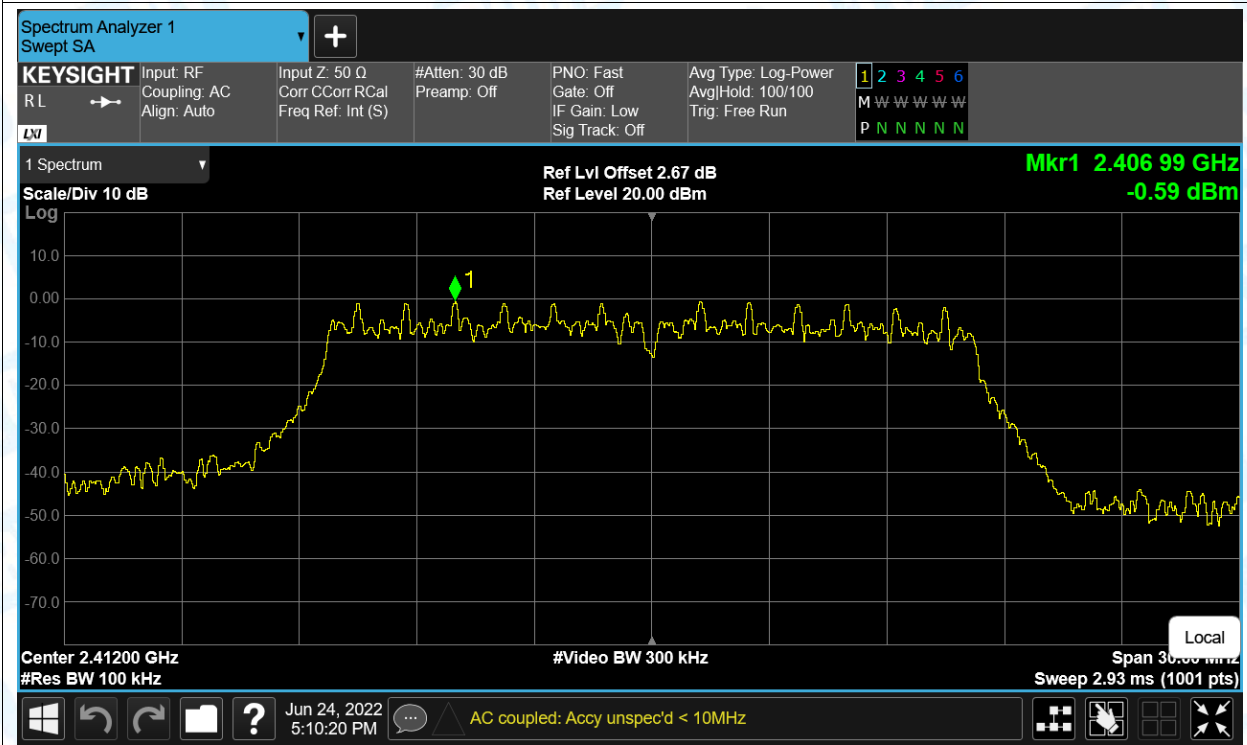 Spectrum Analyzer 1
Swept SA
+
KEYSIGHT
R L
LXI
Input: RF
Coupling: AC
Align: Auto
Input Z: 50 Ω
Corr CCorr RCal
Freq Ref: Int (S)
#Atten: 30 dB
Preamp: Off
PNO: Fast
Gate: Off
IF Gain: Low
Sig Track: Off
Avg Type: Log-Power
Avg|Hold: 100/100
Trig: Free Run
1 2 3 4 5 6
M W W W W W
P N N N N N
1 Spectrum
Scale/Div 10 dB
Log
Ref Lvl Offset 2.67 dB
Ref Level 20.00 dBm
Mkr1 2.406 99 GHz
-0.59 dBm
1
10.0
0.00
-10.0
-20.0
-30.0
-40.0
-50.0
-60.0
-70.0
Local
Center 2.41200 GHz
#Video BW 300 kHz
Span 30.00 MHz
#Res BW 100 kHz
Sweep 2.93 ms (1001 pts)
?
Jun 24, 2022
5:10:20 PM
AC coupled: Accy unspec'd < 10MHz